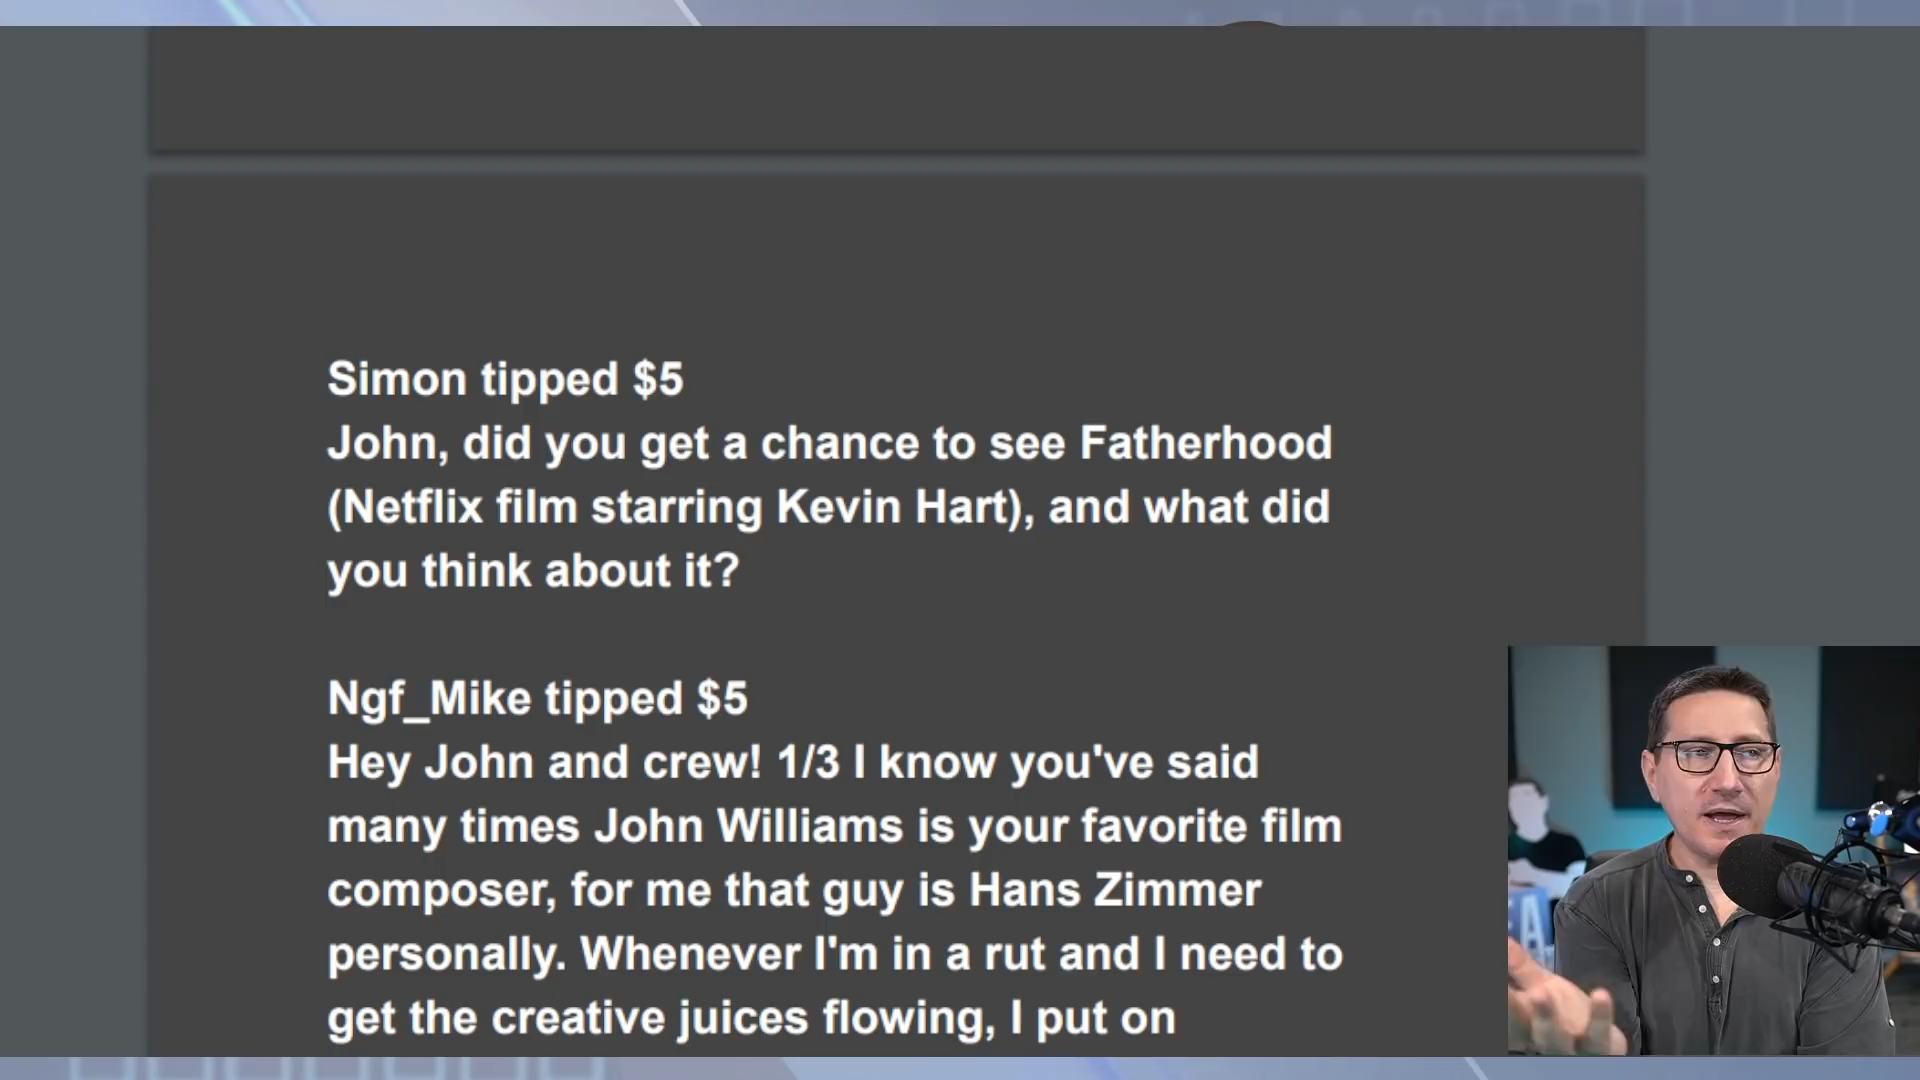 Simon tipped $5
John, did you get a chance to see Fatherhood
(Netflix film starring Kevin Hart), and what did
you think about it?
Ngf_Mike tipped $5
Hey John and crew! 1/3 I know you've said
many times John Williams is your favorite film
composer, for me that guy is Hans Zimmer
personally. Whenever I'm in a rut and I need to
get the creative juices flowing, I put on